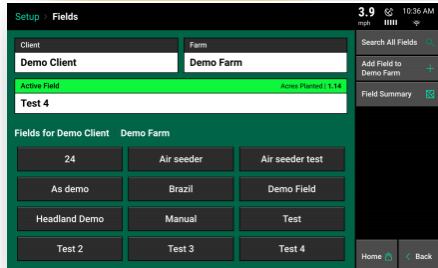 Setup > Fields
3.9
mph
10:36 AM
Client
Demo Client
Farm
Demo Farm
Active Field
Acres Planted | 1.14
Test 4
Fields for Demo Client Demo Farm
24
Air seeder
Air seeder test
As demo
Brazil
Demo Field
Headland Demo
Manual
Test
Test 2
Test 3
Test 4
Search All Fields
Add Field to
Demo Farm
Field Summary
Home
< Back